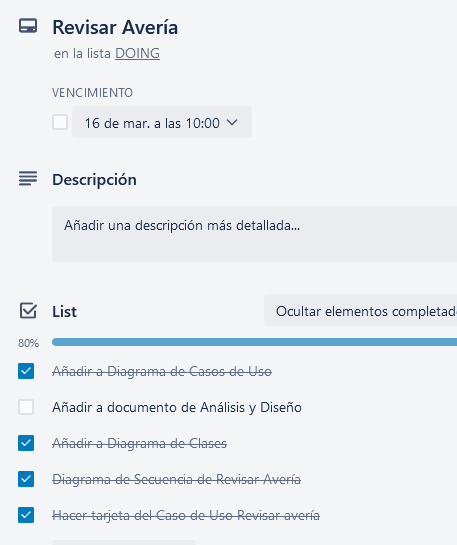 Revisar Avería
en la lista DOING
VENCIMIENTO
16 de mar. a las 10:00
Descripción
Añadir una descripción más detallada...
List
Ocultar elementos completad
80%
Añadir a Diagrama de Casos de Uso
Añadir a documento de Análisis y Diseño
Añadir a Diagrama de Clases
Diagrama de Secuencia de Revisar Avería
Hacer tarjeta del Caso de Uso Revisar avería